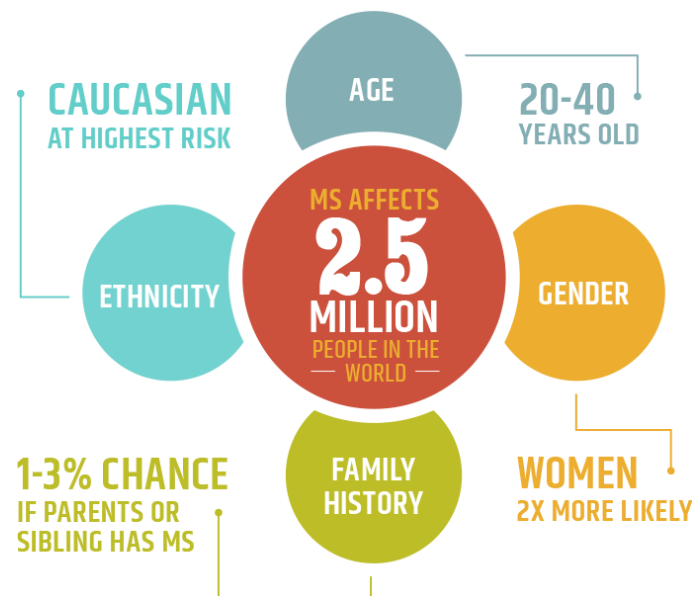 AGE
CAUCASIAN
AT HIGHEST RISK
20-40
YEARS OLD
MS AFFECTS
2.5
MILLION
PEOPLE IN THE
WORLD
ETHNICITY
GENDER
1-3% CHANCE
IF PARENTS OR
SIBLING HAS MS
FAMILY
HISTORY
WOMEN
2X MORE LIKELY